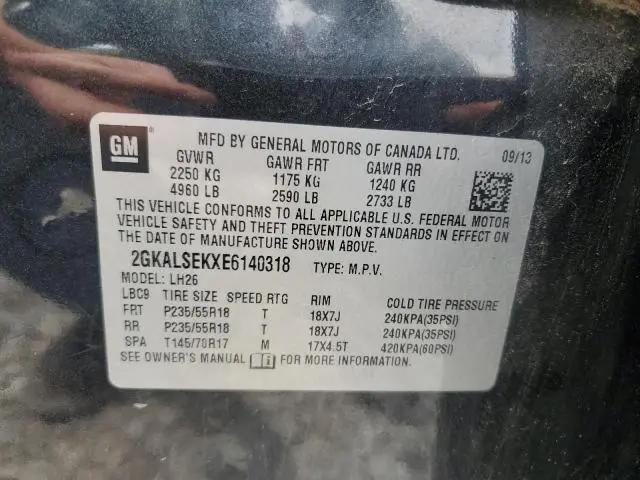 GM
MFD BY GENERAL MOTORS OF CANADA LTD. 09/13
GVWR GAWR FRT GAWR RR
2250 KG 1175 KG 1240 KG
4960 LB 2590 LB 2733 LB
THIS VEHICLE CONFORMS TO ALL APPLICABLE U.S. FEDERAL MOTOR
VEHICLE SAFETY AND THEFT PREVENTION STANDARDS IN EFFECT ON
THE DATE OF MANUFACTURE SHOWN ABOVE.
2GKALSEKXE6140318 TYPE: M.P.V.
MODEL: LH26
LBC9 TIRE SIZE SPEED RTG RIM COLD TIRE PRESSURE
FRT P235/55R18 T 18X7J 240KPA(35PSI)
RR P235/55R18 T 18X7J 240KPA(35PSI)
SPA T145/70R17 M 17X4.5T 420KPA(60PSI)
SEE OWNER'S MANUAL FOR MORE INFORMATION.